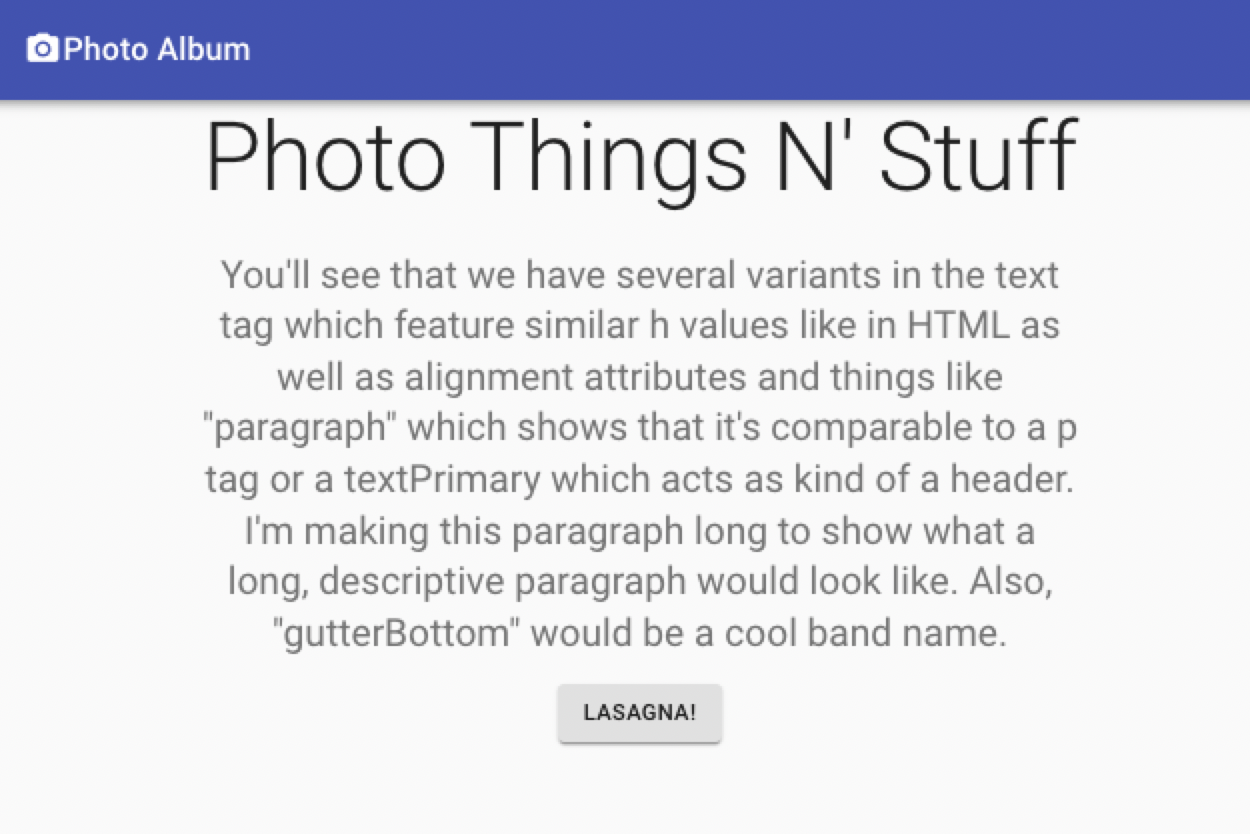 Photo Album
Photo Things N' Stuff
You'll see that we have several variants in the text
tag which feature similar h values like in HTML as
well as alignment attributes and things like
"paragraph" which shows that it's comparable to a p
tag or a textPrimary which acts as kind of a header.
I'm making this paragraph long to show what a
long, descriptive paragraph would look like. Also,
"gutterBottom" would be a cool band name.
LASAGNA!